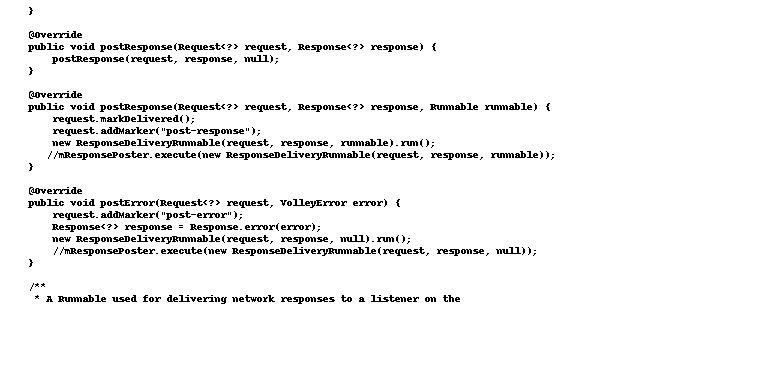 }

@Override
public void postResponse(Request<?> request, Response<?> response) {
    postResponse(request, response, null);
}

@Override
public void postResponse(Request<?> request, Response<?> response, Runnable runnable) {
    request.markDelivered();
    request.addMarker("post-response");
    new ResponseDeliveryRunnable(request, response, runnable).run();
   //mResponsePoster.execute(new ResponseDeliveryRunnable(request, response, runnable));
}

@Override
public void postError(Request<?> request, VolleyError error) {
    request.addMarker("post-error");
    Response<?> response = Response.error(error);
    new ResponseDeliveryRunnable(request, response, null).run();
    //mResponsePoster.execute(new ResponseDeliveryRunnable(request, response, null));
}

/**
 * A Runnable used for delivering network responses to a listener on the